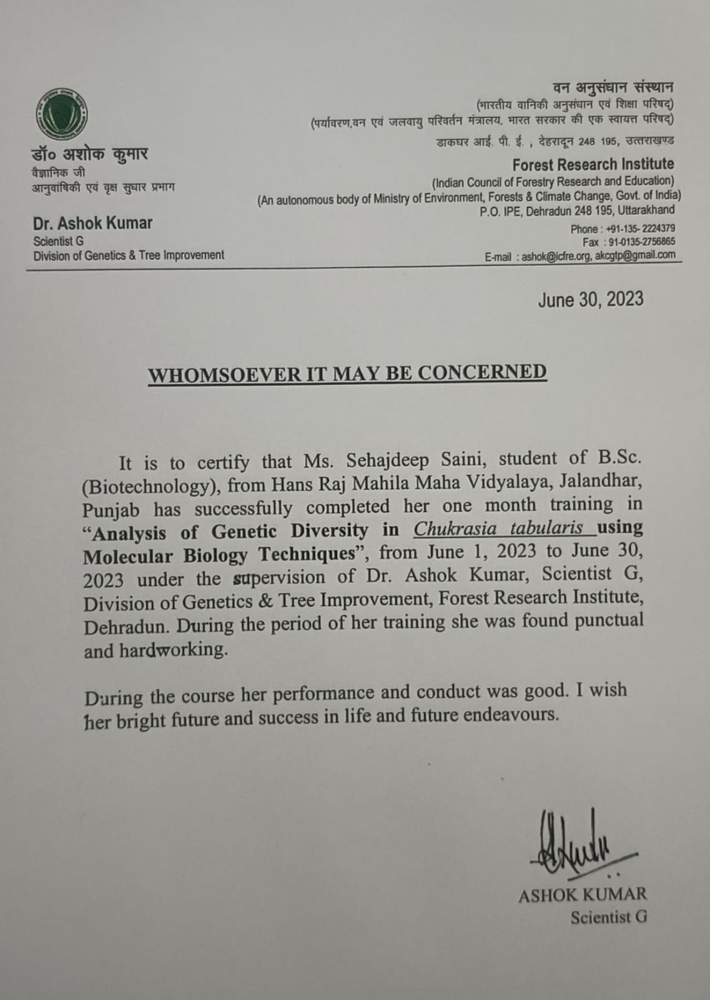 डॉ० अशोक कुमार
वैज्ञानिक जी
आनुवांषिकी एवं वृक्ष सुधार प्रभाग
Dr. Ashok Kumar
Scientist G
Division of Genetics & Tree Improvement
वन अनुसंधान संस्थान
(भारतीय वानिकी अनुसंधान एवं शिक्षा परिषद)
(पर्यावरण,वन एवं जलवायु परिवर्तन मंत्रालय, भारत सरकार की एक स्वायत्त परिषद)
डाकघर आई. पी. ई. , देहरादून 248 195, उत्तराखण्ड
Forest Research Institute
(Indian Council of Forestry Research and Education)
(An autonomous body of Ministry of Environment, Forests & Climate Change, Govt. of India)
P.O. IPE, Dehradun 248 195, Uttarakhand
Phone : +91-135- 2224379
Fax : 91-0135-2756865
E-mail : ashok@icfre.org, akcgtp@gmail.com
June 30, 2023
WHOMSOEVER IT MAY BE CONCERNED
It is to certify that Ms. Sehajdeep Saini, student of B.Sc.
(Biotechnology), from Hans Raj Mahila Maha Vidyalaya, Jalandhar,
Punjab has successfully completed her one month training in
“Analysis of Genetic Diversity in Chukrasia tabularis using
Molecular Biology Techniques”, from June 1, 2023 to June 30,
2023 under the supervision of Dr. Ashok Kumar, Scientist G,
Division of Genetics & Tree Improvement, Forest Research Institute,
Dehradun. During the period of her training she was found punctual
and hardworking.
During the course her performance and conduct was good. I wish
her bright future and success in life and future endeavours.
ASHOK KUMAR
Scientist G